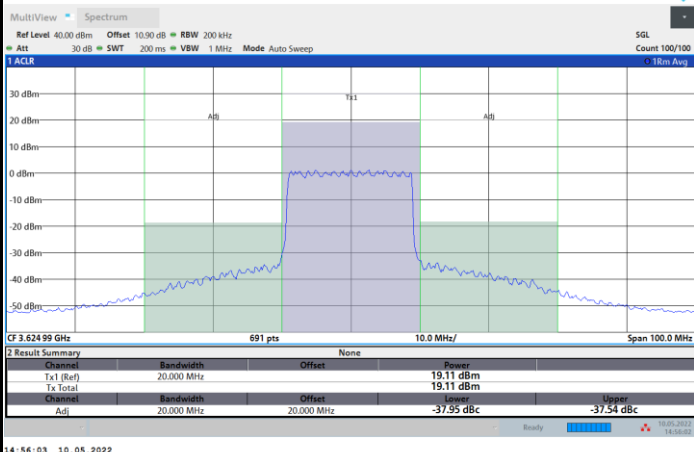 MultiView Spectrum
Ref Level 40.00 dBm Offset 10.90 dB RBW 200 kHz SGL
Att 30 dB SWT 200 ms VBW 1 MHz Mode Auto Sweep Count 100/100
1 ACLR 1Rm Avg
30 dBm
Tx1
20 dBm
Adj Adj
10 dBm
0 dBm
-10 dBm
-20 dBm
-30 dBm
-40 dBm
-50 dBm
CF 3.624 99 GHz 691 pts 10.0 MHz/ Span 100.0 MHz
2 Result Summary None
Channel Bandwidth Offset Power
Tx1 (Ref) 20.000 MHz 19.11 dBm
Tx Total 19.11 dBm
Channel Bandwidth Offset Lower Upper
Adj 20.000 MHz 20.000 MHz -37.95 dBc -37.54 dBc
Ready 10.05.2022
14:56:02
14:56:03 10.05.2022